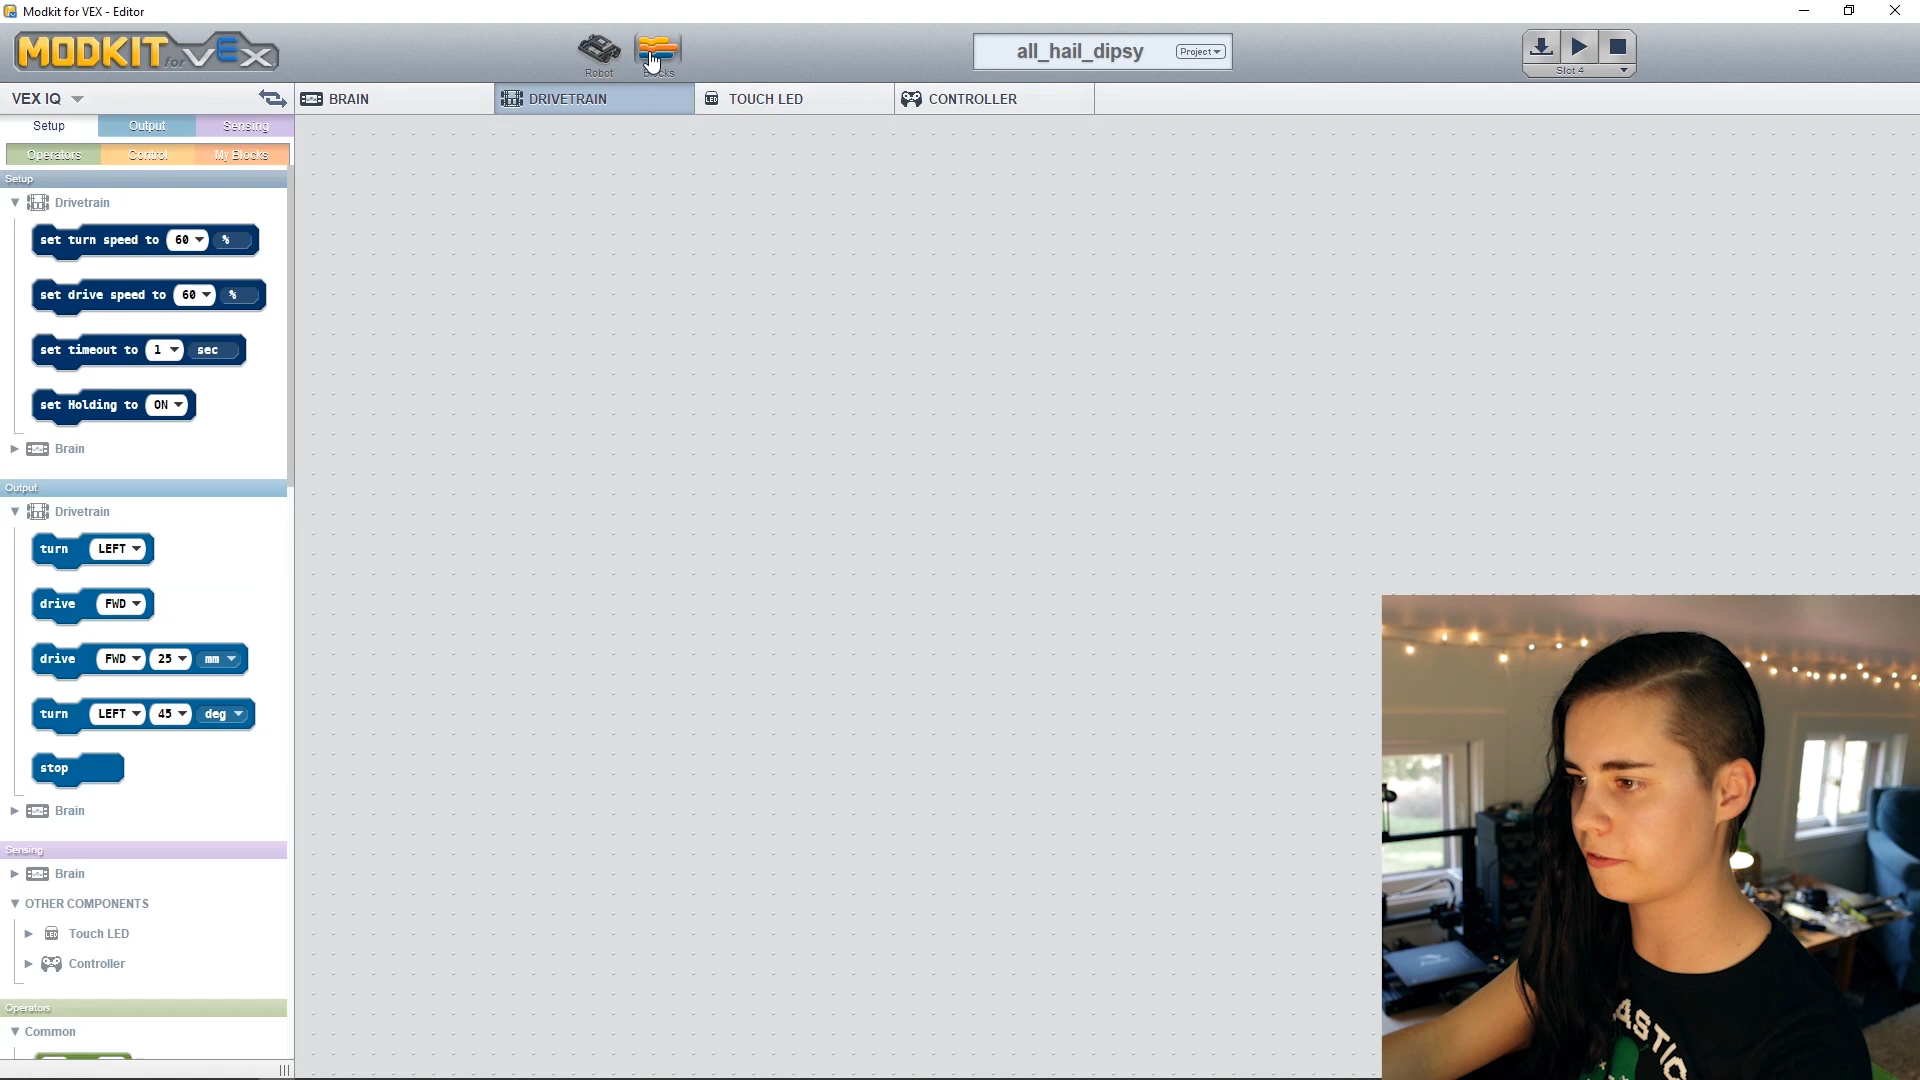 Modkit for VEX - Editor
MODKIT for VEX
Robot
Blocks
all_hail_dipsy
Project
Slot 4
VEX IQ
BRAIN
DRIVETRAIN
TOUCH LED
CONTROLLER
Setup
Output
Sensing
Operators
Control
My Blocks
Setup
Drivetrain
set turn speed to 60 %
set drive speed to 60 %
set timeout to 1 sec
set Holding to ON
Brain
Output
Drivetrain
turn LEFT
drive FWD
drive FWD 25 mm
turn LEFT 45 deg
stop
Brain
Sensing
Brain
OTHER COMPONENTS
Touch LED
Controller
Operators
Common